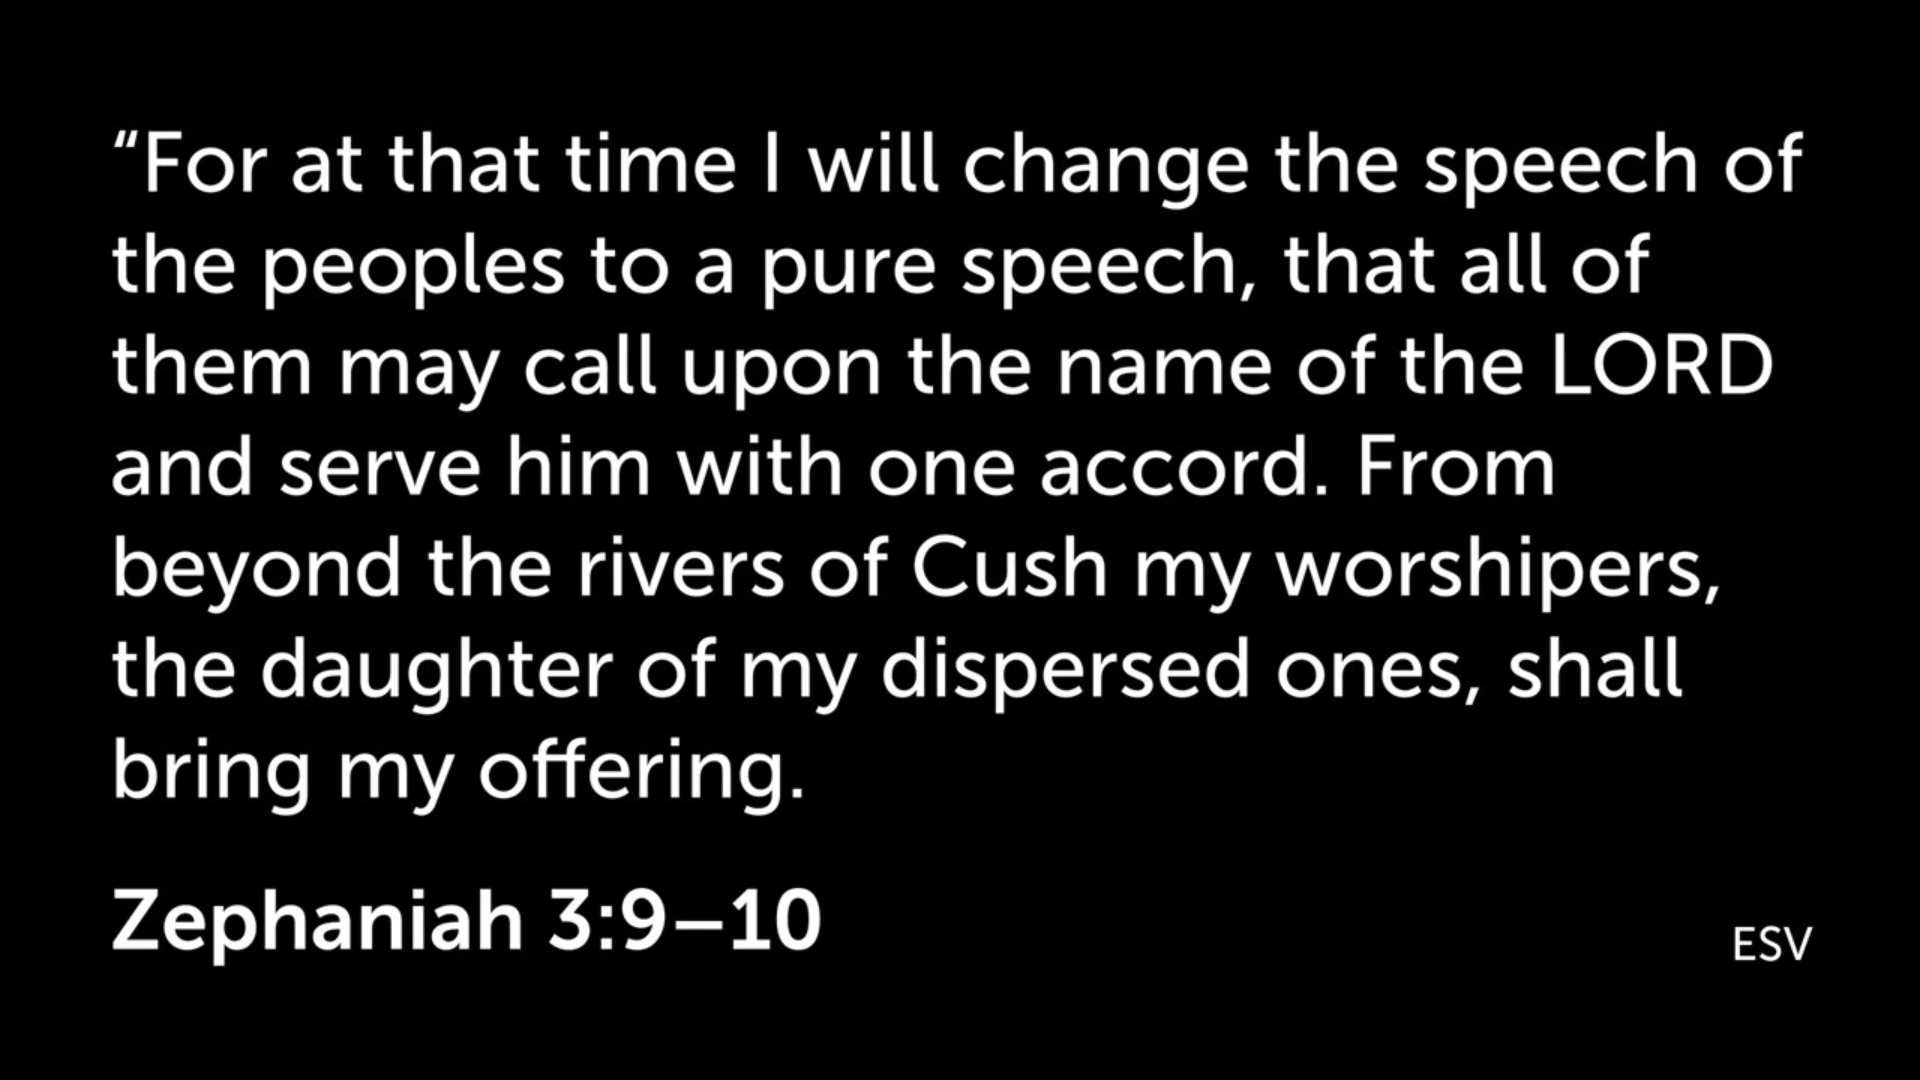 “For at that time I will change the speech of
the peoples to a pure speech, that all of
them may call upon the name of the LORD
and serve him with one accord. From
beyond the rivers of Cush my worshipers,
the daughter of my dispersed ones, shall
bring my offering.
Zephaniah 3:9–10
ESV